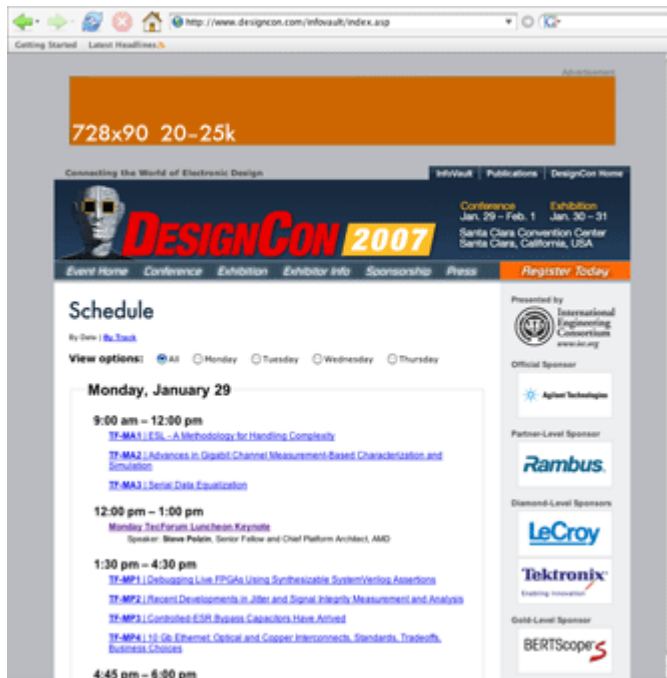 http://www.designcon.com/infovault/index.asp
Getting Started Latest Headlines
Advertisement
728x90 20-25k
Connecting the World of Electronic Design
InfoVault Publications DesignCon Home
DESIGNCON 2007
Conference Exhibition
Jan. 29 – Feb. 1 Jan. 30 – 31
Santa Clara Convention Center
Santa Clara, California, USA
Event Home Conference Exhibition Exhibitor Info Sponsorship Press Register Today
Schedule
By Date | By Track
View options: All Monday Tuesday Wednesday Thursday
Monday, January 29
9:00 am – 12:00 pm
TF-MA1 | ESL - A Methodology for Handling Complexity
TF-MA2 | Advances in Gigabit Channel Measurement-Based Characterization and
Simulation
TF-MA3 | Serial Data Equalization
12:00 pm – 1:00 pm
Monday TecForum Luncheon Keynote
Speaker: Steve Polzin, Senior Fellow and Chief Platform Architect, AMD
1:30 pm – 4:30 pm
TF-MP1 | Debugging Live FPGAs Using Synthesizable SystemVerilog Assertions
TF-MP2 | Recent Developments in Jitter and Signal Integrity Measurement and Analysis
TF-MP3 | Controlled-ESR Bypass Capacitors Have Arrived
TF-MP4 | 10 Gb Ethernet: Optical and Copper Interconnects, Standards, Tradeoffs,
Business Choices
4:45 pm – 6:00 pm
Presented by
International
Engineering
Consortium
www.iec.org
Official Sponsor
Agilent Technologies
Partner-Level Sponsor
Rambus
Diamond-Level Sponsors
LeCroy
Tektronix
Enabling Innovation
Gold-Level Sponsor
BERTScope S